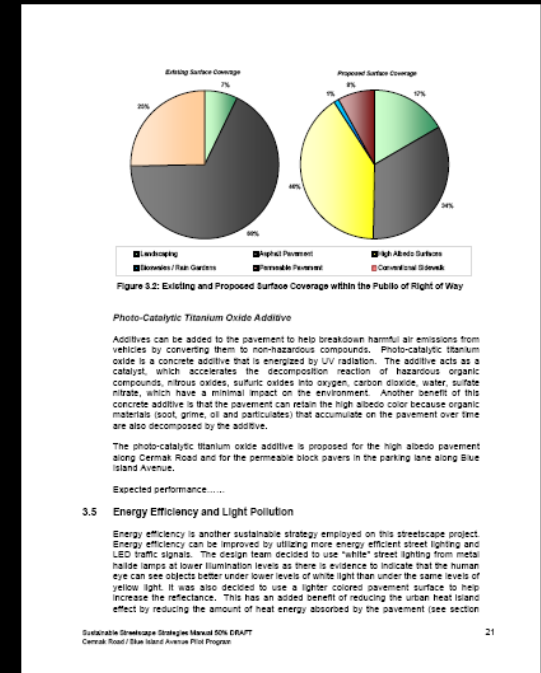 Existing Surface Coverage
Proposed Surface Coverage
7%
25%
68%
8%
1%
17%
40%
34%
Landscaping
Asphalt Pavement
High Albedo Surfaces
Bioswales / Rain Gardens
Permeable Pavement
Conventional Sidewalk
Figure 3.2: Existing and Proposed Surface Coverage within the Public of Right of Way
Photo-Catalytic Titanium Oxide Additive
Additives can be added to the pavement to help breakdown harmful air emissions from
vehicles by converting them to non-hazardous compounds. Photo-catalytic titanium
oxide is a concrete additive that is energized by UV radiation. The additive acts as a
catalyst, which accelerates the decomposition reaction of hazardous organic
compounds, nitrous oxides, sulfuric oxides into oxygen, carbon dioxide, water, sulfate
nitrate, which have a minimal impact on the environment. Another benefit of this
concrete additive is that the pavement can retain the high albedo color because organic
materials (soot, grime, oil and particulates) that accumulate on the pavement over time
are also decomposed by the additive.
The photo-catalytic titanium oxide additive is proposed for the high albedo pavement
along Cermak Road and for the permeable block pavers in the parking lane along Blue
Island Avenue.
Expected performance......
3.5 Energy Efficiency and Light Pollution
Energy efficiency is another sustainable strategy employed on this streetscape project.
Energy efficiency can be improved by utilizing more energy efficient street lighting and
LED traffic signals. The design team decided to use "white" street lighting from metal
halide lamps at lower illumination levels as there is evidence to indicate that the human
eye can see objects better under lower levels of white light than under the same levels of
yellow light. It was also decided to use a lighter colored pavement surface to help
increase the reflectance. This has an added benefit of reducing the urban heat island
effect by reducing the amount of heat energy absorbed by the pavement (see section
Sustainable Streetscape Strategies Manual 50% DRAFT
21
Cermak Road / Blue Island Avenue Pilot Program